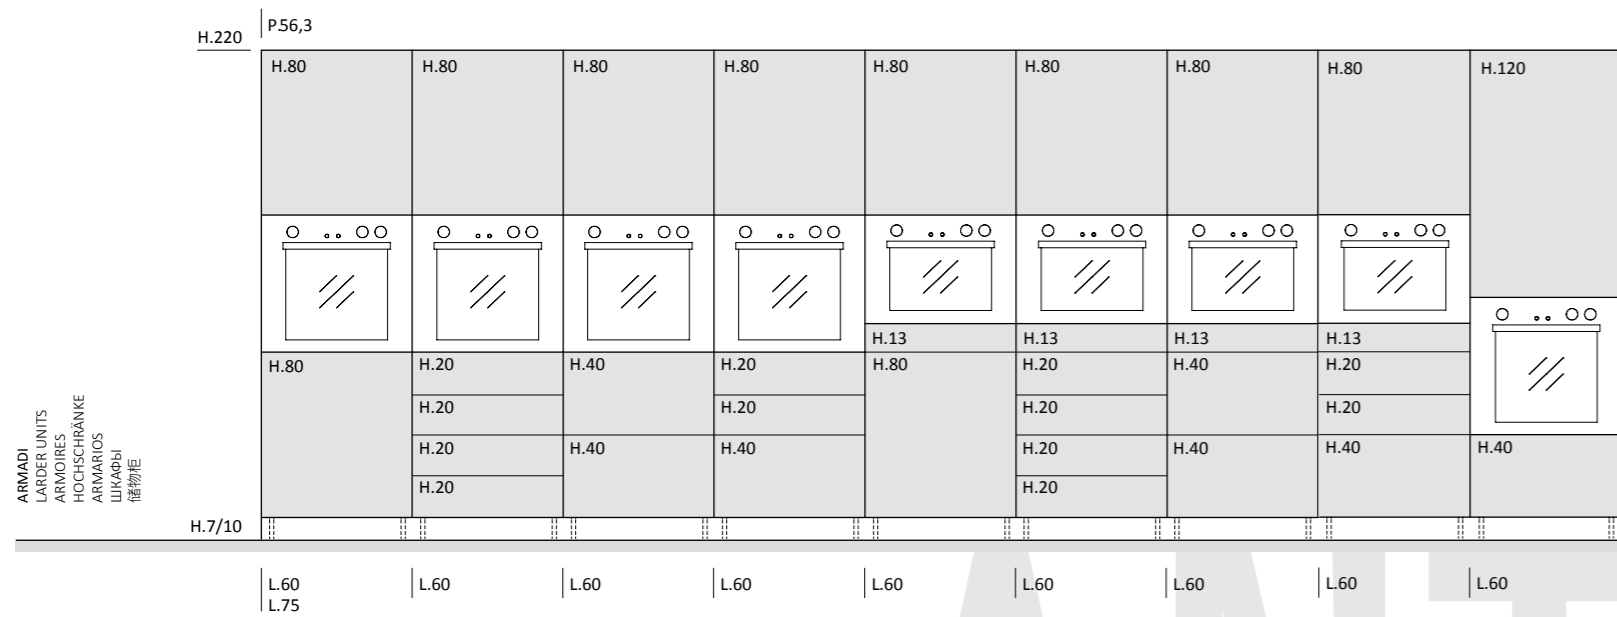 P.56,3
H.220
H.80 H.80 H.80 H.80 H.80 H.80 H.80 H.80 H.120
H.13 H.13 H.13 H.13
H.80 H.20 H.40 H.20 H.80 H.20 H.40 H.20
H.20 H.20 H.20 H.20
H.20 H.40 H.40 H.20 H.40 H.40 H.40
H.20 H.20
H.7/10
ARMADI
LARDER UNITS
ARMOIRES
HOCHSCHRÄNKE
ARMARIOS
ШКАФЫ
储物柜
L.60 L.60 L.60 L.60 L.60 L.60 L.60 L.60 L.60
L.75